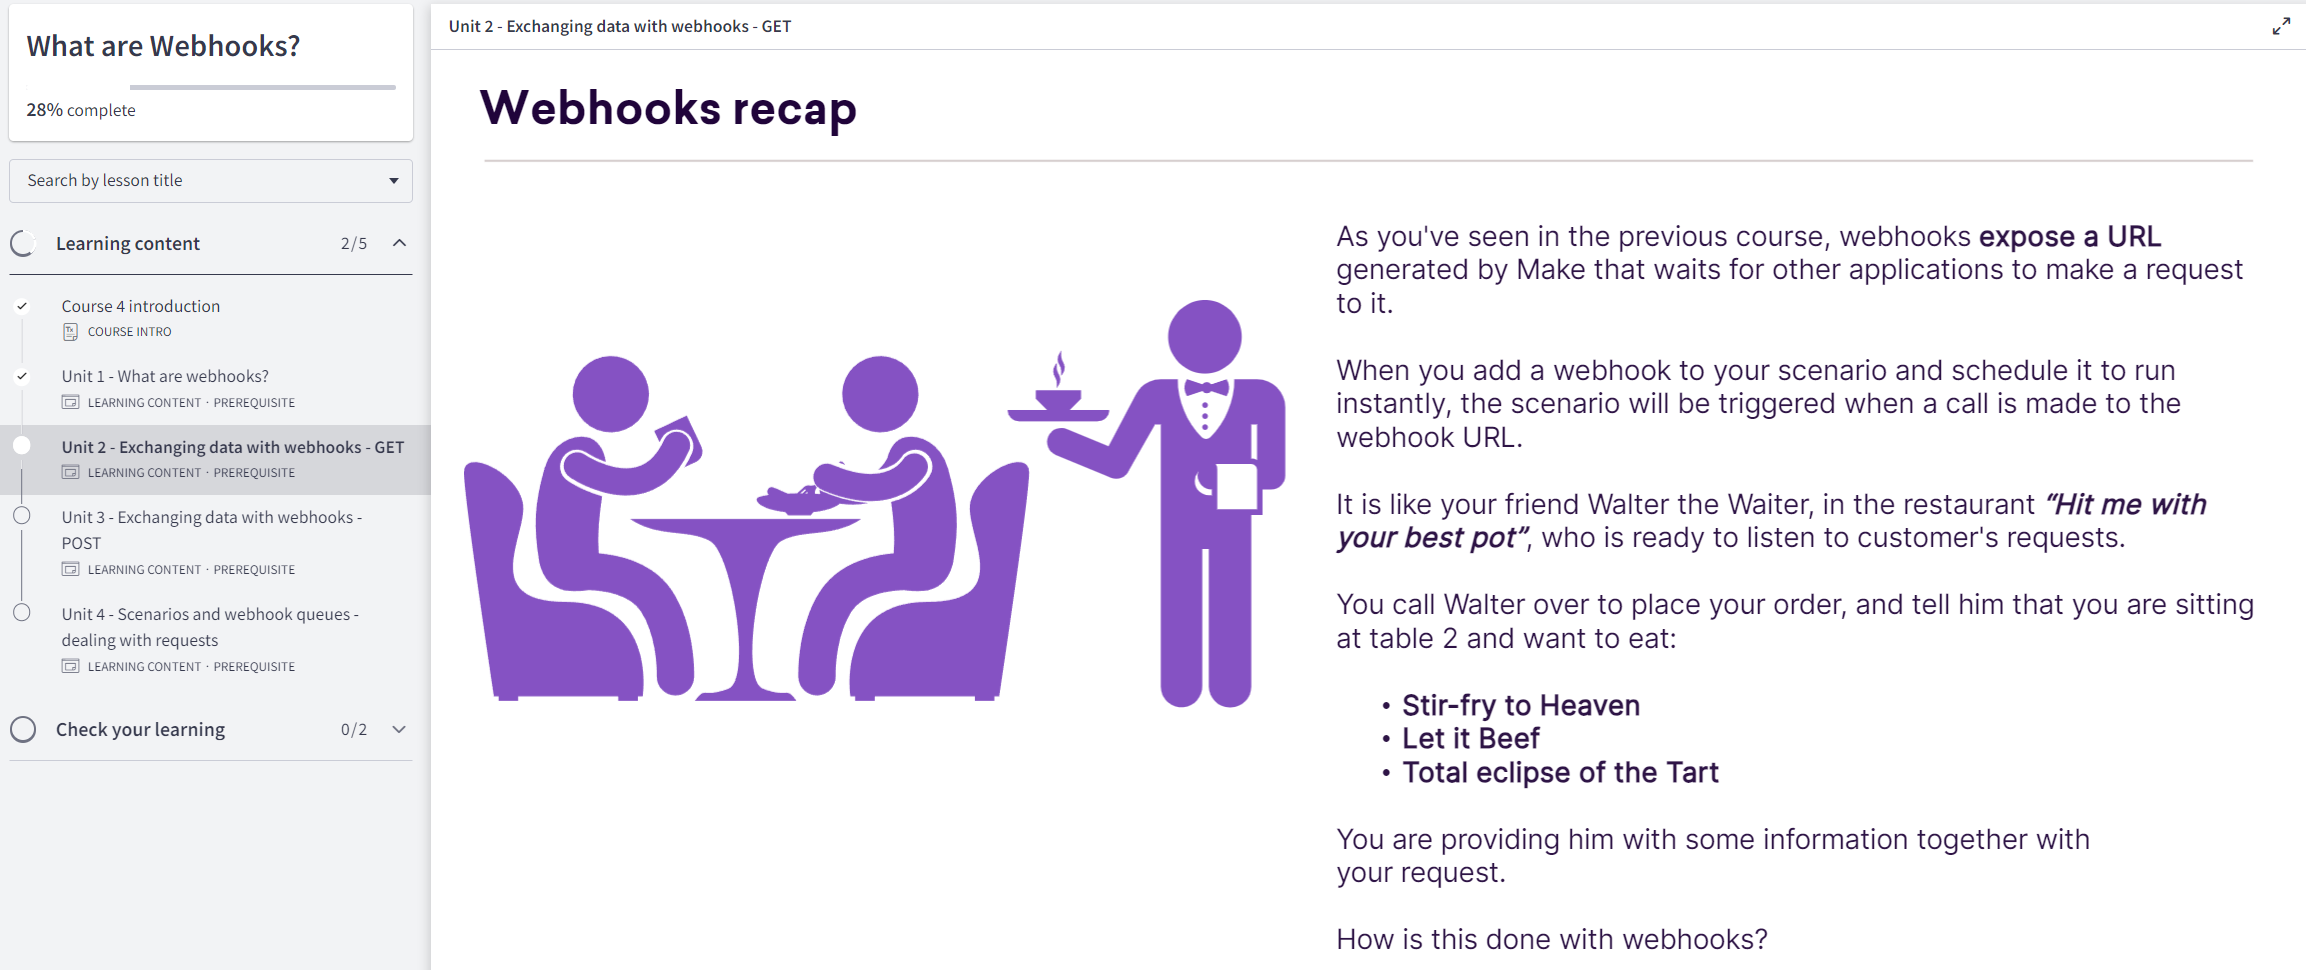 What are Webhooks?
28% complete
Search by lesson title
Learning content 2/5
Course 4 introduction
COURSE INTRO
Unit 1 - What are webhooks?
LEARNING CONTENT · PREREQUISITE
Unit 2 - Exchanging data with webhooks - GET
LEARNING CONTENT · PREREQUISITE
Unit 3 - Exchanging data with webhooks -
POST
LEARNING CONTENT · PREREQUISITE
Unit 4 - Scenarios and webhook queues -
dealing with requests
LEARNING CONTENT · PREREQUISITE
Check your learning 0/2
Unit 2 - Exchanging data with webhooks - GET
Webhooks recap
As you've seen in the previous course, webhooks expose a URL
generated by Make that waits for other applications to make a request
to it.
When you add a webhook to your scenario and schedule it to run
instantly, the scenario will be triggered when a call is made to the
webhook URL.
It is like your friend Walter the Waiter, in the restaurant “Hit me with
your best pot”, who is ready to listen to customer's requests.
You call Walter over to place your order, and tell him that you are sitting
at table 2 and want to eat:
• Stir-fry to Heaven
• Let it Beef
• Total eclipse of the Tart
You are providing him with some information together with
your request.
How is this done with webhooks?